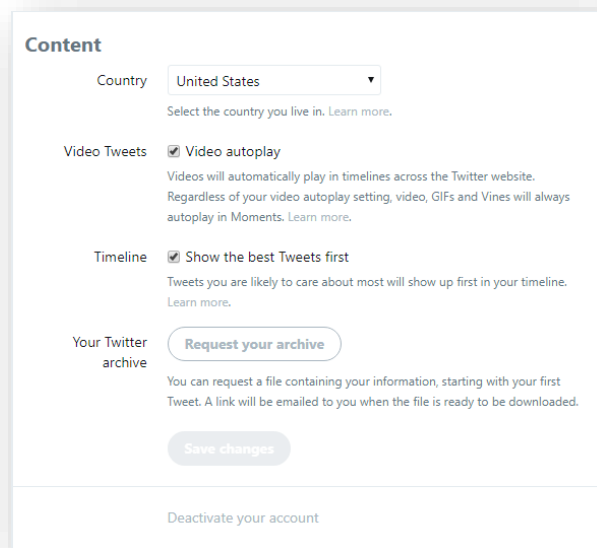 Content
Country
United States
Select the country you live in. Learn more.
Video Tweets
Video autoplay
Videos will automatically play in timelines across the Twitter website.
Regardless of your video autoplay setting, video, GIFs and Vines will always
autoplay in Moments. Learn more.
Timeline
Show the best Tweets first
Tweets you are likely to care about most will show up first in your timeline.
Learn more.
Your Twitter
archive
Request your archive
You can request a file containing your information, starting with your first
Tweet. A link will be emailed to you when the file is ready to be downloaded.
Save changes
Deactivate your account